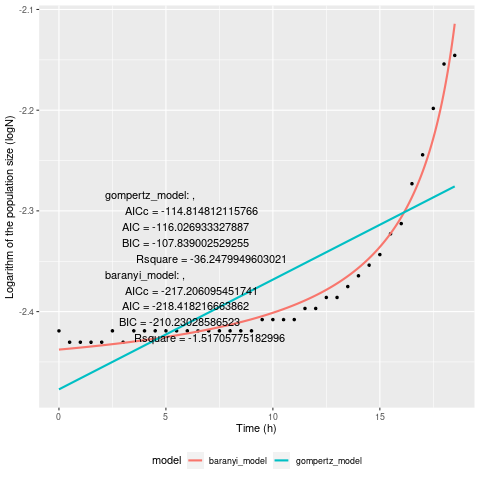 -2.1
-2.2
-2.3
-2.4
Logarithm of the population size (logN)
gompertz_model: ,
AICc = -114.814812115766
AIC = -116.026933327887
BIC = -107.839002529255
Rsquare = -36.2479949603021
baranyi_model: ,
AICc = -217.206095451741
AIC = -218.418216663862
BIC = -210.23028586523
Rsquare = -1.51705775182996
0 5 10 15
Time (h)
model baranyi_model gompertz_model